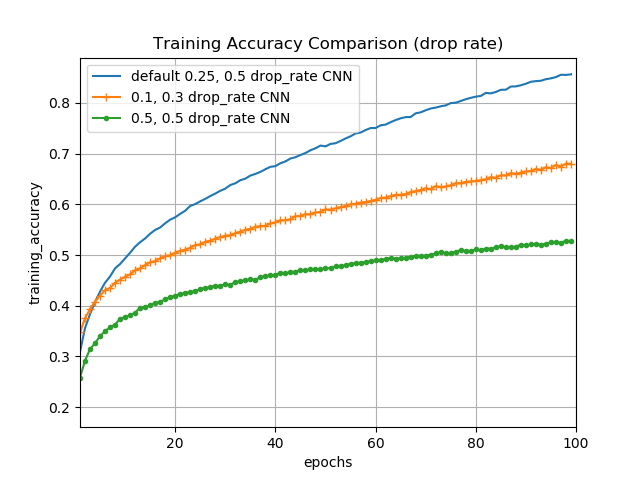 Training Accuracy Comparison (drop rate)
default 0.25, 0.5 drop_rate CNN
0.1, 0.3 drop_rate CNN
0.5, 0.5 drop_rate CNN
training_accuracy
0.8
0.7
0.6
0.5
0.4
0.3
0.2
20 40 60 80 100
epochs